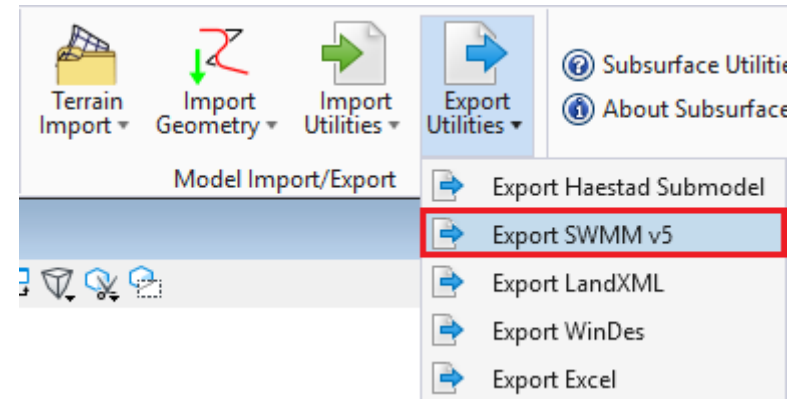 Terrain
Import
Import
Geometry
Import
Utilities
Export
Utilities
Subsurface
About Subsurface
Model Import/Export
Export Haestad Submodel
Export SWMM v5
Export LandXML
Export WinDes
Export Excel